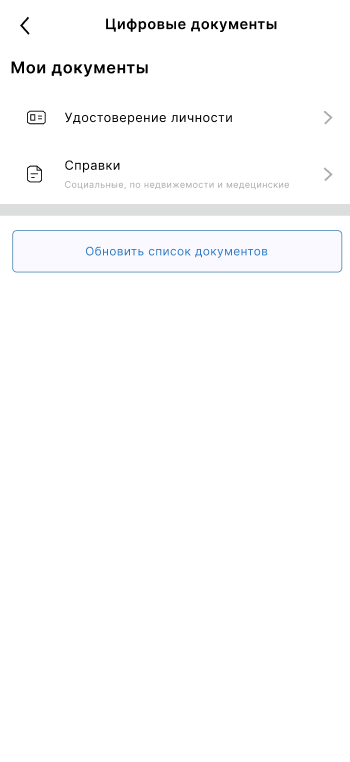 Цифровые документы
Мои документы
Удостоверение личности
Справки
Социальные, по недвижимости и медецинские
Обновить список документов